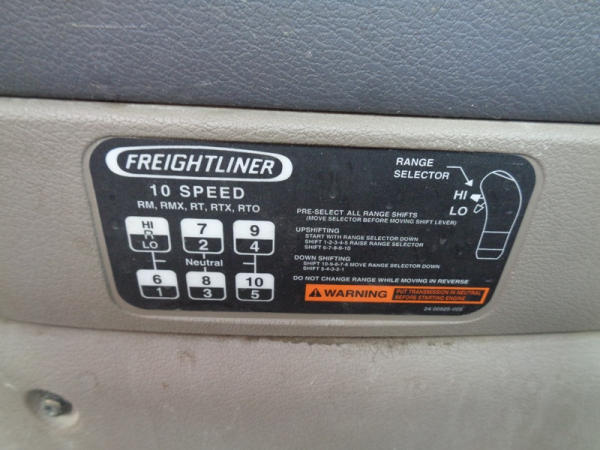 FREIGHTLINER
10 SPEED
RM, RMX, RT, RTX, RTO
HI
R
LO
7
2
9
4
Neutral
6
1
8
3
10
5
RANGE
SELECTOR
HI
LO
PRE-SELECT ALL RANGE SHIFTS
(MOVE SELECTOR BEFORE MOVING SHIFT LEVER)
UPSHIFTING
START WITH RANGE SELECTOR DOWN
SHIFT 1-2-3-4-5 RAISE RANGE SELECTOR
SHIFT 6-7-8-9-10
DOWN SHIFTING
SHIFT 10-9-8-7-6 MOVE RANGE SELECTOR DOWN
SHIFT 5-4-3-2-1
DO NOT CHANGE RANGE WHILE MOVING IN REVERSE
WARNING
PUT TRANSMISSION IN NEUTRAL
BEFORE STARTING ENGINE